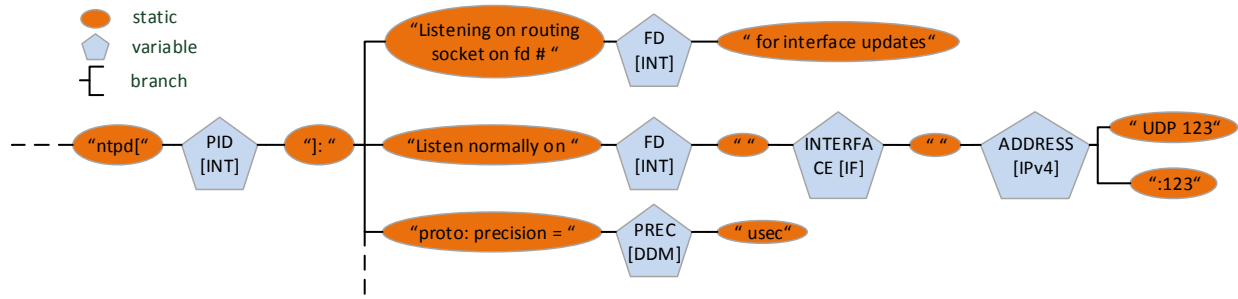 static
variable
branch
“ntpd[“
PID
[INT]
“]: “
“Listening on routing
socket on fd # “
FD
[INT]
“ for interface updates“
“Listen normally on “
FD
[INT]
“ “
INTERFA
CE [IF]
“ “
ADDRESS
[IPv4]
“ UDP 123“
“:123“
“proto: precision = “
PREC
[DDM]
“ usec“